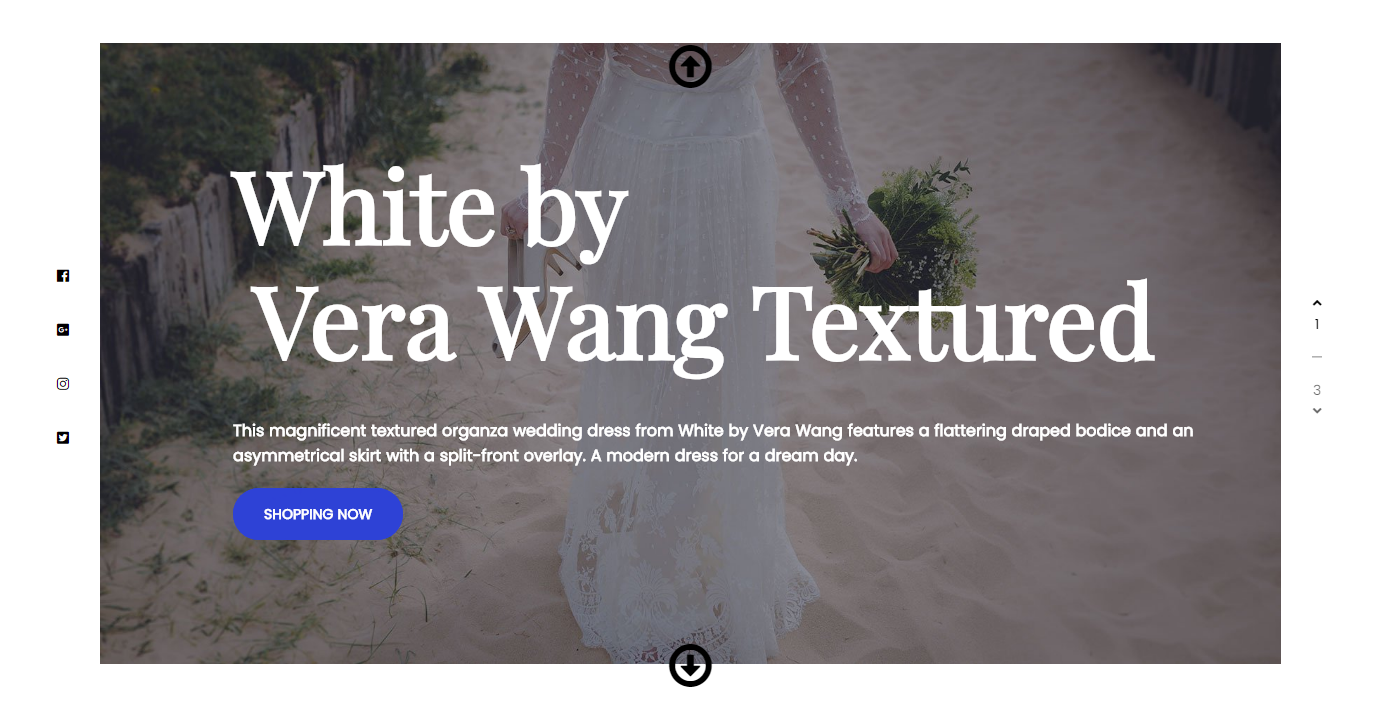 White by
Vera Wang Textured
This magnificent textured organza wedding dress from White by Vera Wang features a flattering draped bodice and an
asymmetrical skirt with a split-front overlay. A modern dress for a dream day.
SHOPPING NOW
1
3